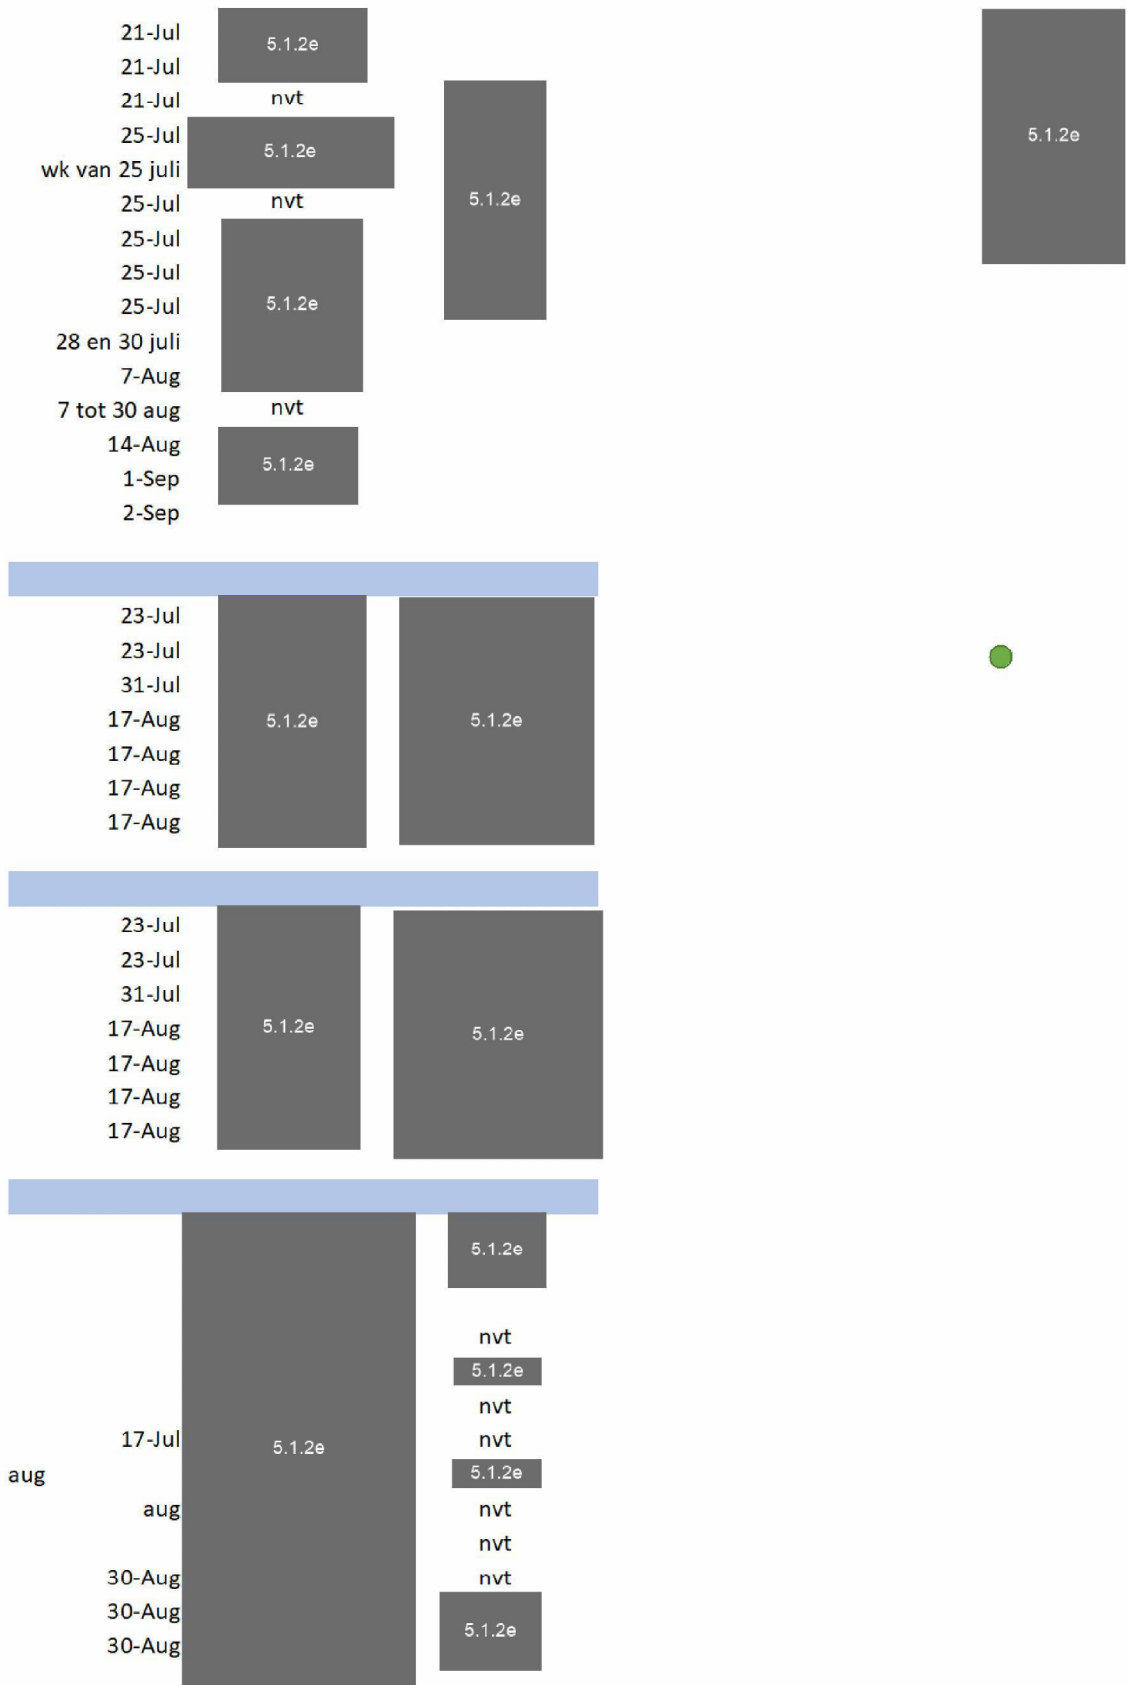 21-Jul
5.1.2e
21-Jul
21-Jul nvt
25-Jul 5.1.2e
5.1.2e
wk van 25 juli
25-Jul nvt 5.1.2e
25-Jul
25-Jul
25-Jul 5.1.2e
28 en 30 juli
7-Aug
7 tot 30 aug nvt
14-Aug
5.1.2e
1-Sep
2-Sep
23-Jul
23-Jul
31-Jul
17-Aug 5.1.2e 5.1.2e
17-Aug
17-Aug
17-Aug
23-Jul
23-Jul
31-Jul
17-Aug 5.1.2e 5.1.2e
17-Aug
17-Aug
17-Aug
5.1.2e
nvt
5.1.2e
nvt
17-Jul 5.1.2e nvt
aug 5.1.2e
aug nvt
nvt
30-Aug nvt
30-Aug
5.1.2e
30-Aug